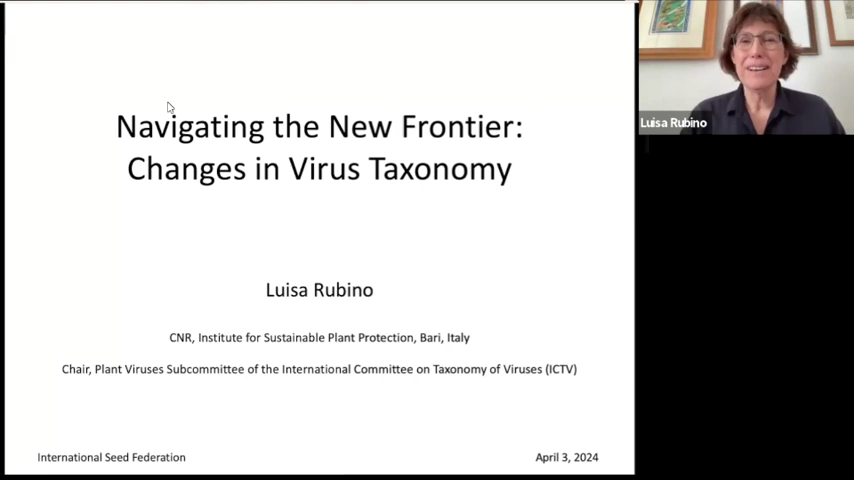 Navigating the New Frontier:
Changes in Virus Taxonomy
Luisa Rubino
CNR, Institute for Sustainable Plant Protection, Bari, Italy
Chair, Plant Viruses Subcommittee of the International Committee on Taxonomy of Viruses (ICTV)
International Seed Federation
April 3, 2024
Luisa Rubino